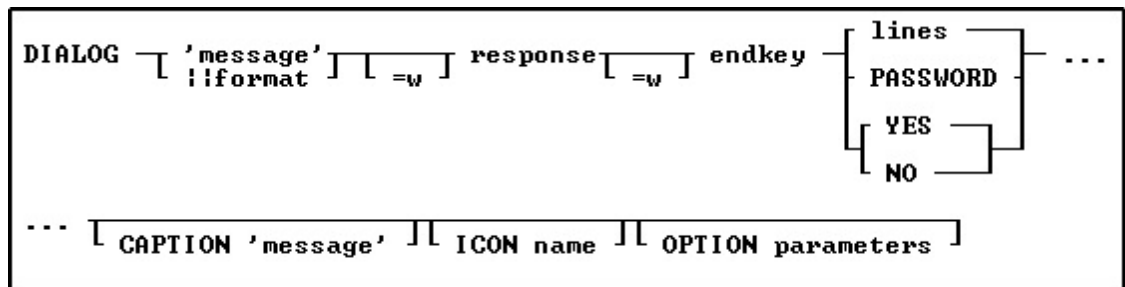 lines
DIALOG 'message' response endkey ...
||format =w =w PASSWORD
YES
NO
... CAPTION 'message' ICON name OPTION parameters